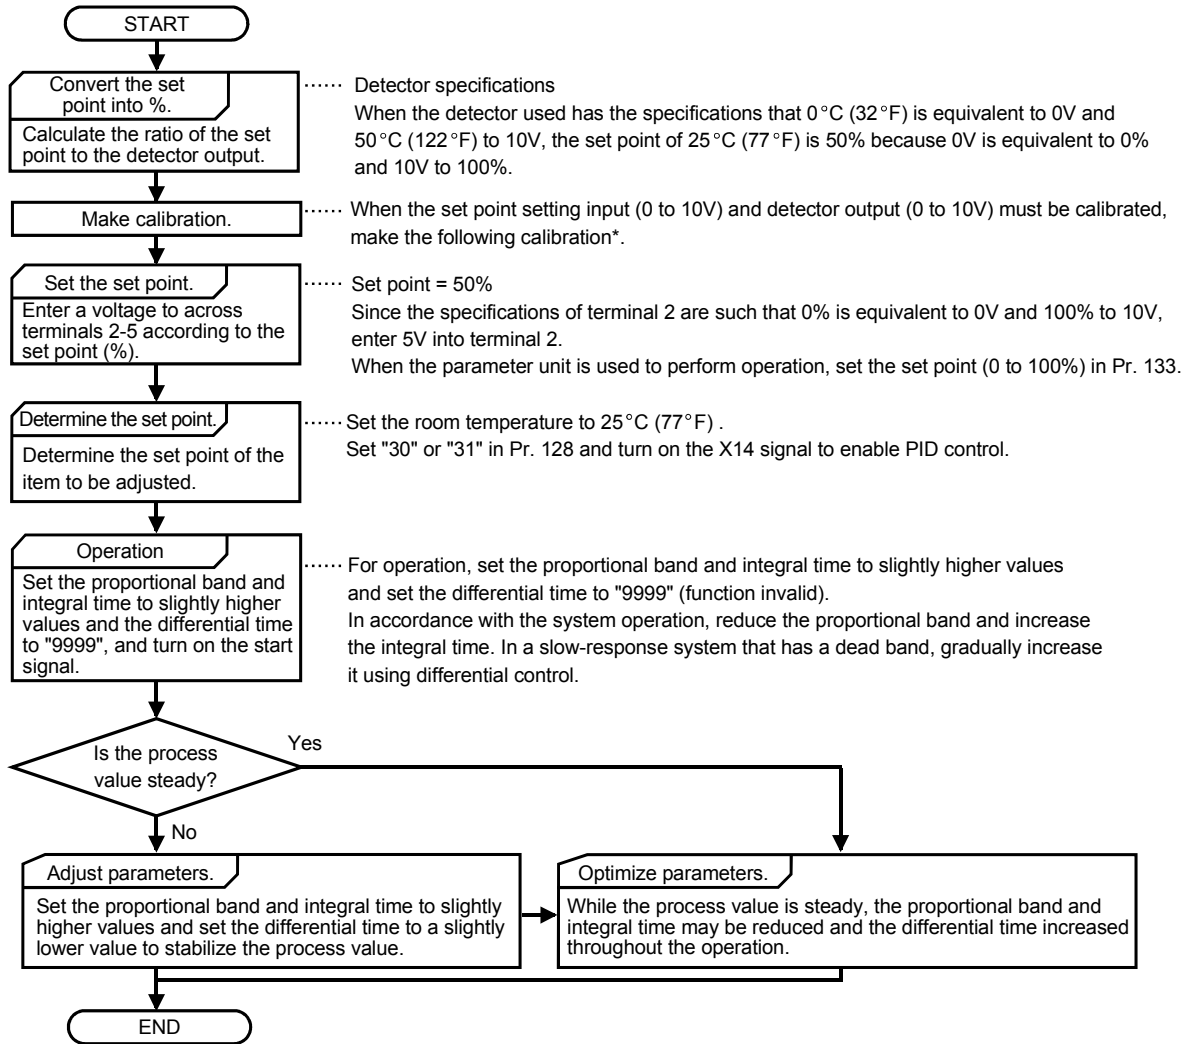 START
Convert the set
point into %.
Calculate the ratio of the set
point to the detector output.
Detector specifications
When the detector used has the specifications that 0°C (32°F) is equivalent to 0V and
50°C (122°F) to 10V, the set point of 25°C (77°F) is 50% because 0V is equivalent to 0%
and 10V to 100%.
Make calibration.
When the set point setting input (0 to 10V) and detector output (0 to 10V) must be calibrated,
make the following calibration*.
Set the set point.
Enter a voltage to across
terminals 2-5 according to the
set point (%).
Set point = 50%
Since the specifications of terminal 2 are such that 0% is equivalent to 0V and 100% to 10V,
enter 5V into terminal 2.
When the parameter unit is used to perform operation, set the set point (0 to 100%) in Pr. 133.
Determine the set point.
Determine the set point of the
item to be adjusted.
Set the room temperature to 25°C (77°F) .
Set "30" or "31" in Pr. 128 and turn on the X14 signal to enable PID control.
Operation
Set the proportional band and
integral time to slightly higher
values and the differential time
to "9999", and turn on the start
signal.
For operation, set the proportional band and integral time to slightly higher values
and set the differential time to "9999" (function invalid).
In accordance with the system operation, reduce the proportional band and increase
the integral time. In a slow-response system that has a dead band, gradually increase
it using differential control.
Is the process
value steady?
Yes
No
Adjust parameters.
Set the proportional band and integral time to slightly
higher values and set the differential time to a slightly
lower value to stabilize the process value.
Optimize parameters.
While the process value is steady, the proportional band and
integral time may be reduced and the differential time increased
throughout the operation.
END